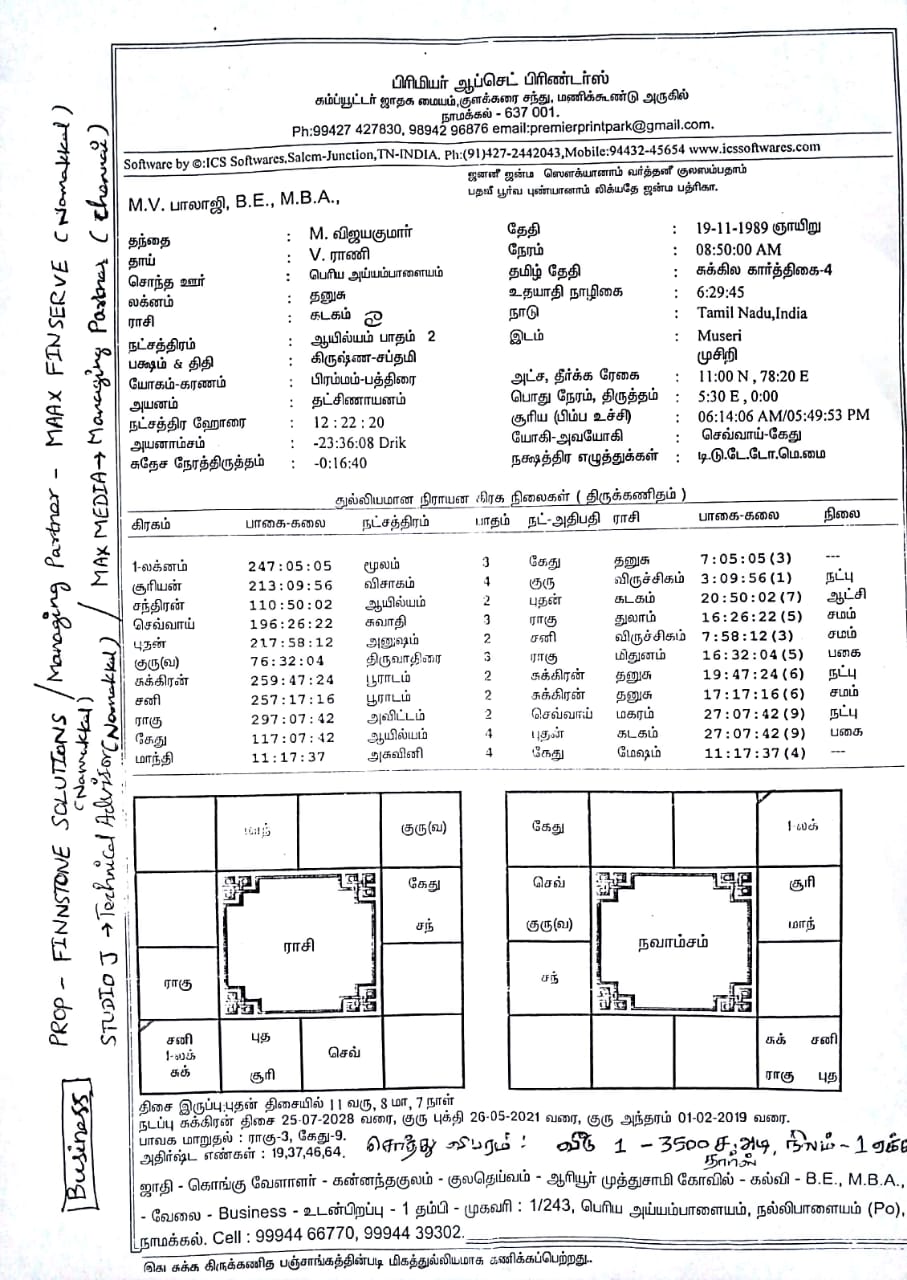 பிரிமியர் ஆப்செட் பிரிண்டர்ஸ்
கம்ப்யூட்டர் ஜாதக மையம்,குளக்கரை சந்து, மணிக்கூண்டு அருகில்
நாமக்கல் - 637 001.
Ph:99427 427830, 98942 96876 email:premierprintpark@gmail.com.
Software by ©:ICS Softwares,Salem-Junction,TN-INDIA. Ph:(91)427-2442043,Mobile:94432-45654 www.icssoftwares.com
ஜனனீ ஜன்ம ஸௌக்யானாம் வர்த்தனீ குலஸம்பதாம்
பதவீ பூர்வ புண்யானாம் லிக்யதே ஜன்ம பத்ரிகா.
M.V. பாலாஜி, B.E., M.B.A.,
தந்தை : M. விஜயகுமார்
தாய் : V. ராணி
சொந்த ஊர் : பெரிய அய்யம்பாளையம்
லக்னம் : தனுசு
ராசி : கடகம்
நட்சத்திரம் : ஆயில்யம் பாதம் 2
பக்ஷம் & திதி : கிருஷ்ண-சப்தமி
யோகம்-கரணம் : பிரம்மம்-பத்திரை
அயனம் : தட்சிணாயனம்
நட்சத்திர ஹோரை : 12:22:20
அயனாம்சம் : -23:36:08 Drik
சுதேச நேரத்திருத்தம் : -0:16:40
தேதி : 19-11-1989 ஞாயிறு
நேரம் : 08:50:00 AM
தமிழ் தேதி : சுக்கில கார்த்திகை-4
உதயாதி நாழிகை : 6:29:45
நாடு : Tamil Nadu,India
இடம் : Museri
முசிறி
அட்ச, தீர்க்க ரேகை : 11:00 N , 78:20 E
பொது நேரம், திருத்தம் : 5:30 E , 0:00
சூரிய (பிம்ப உச்சி) : 06:14:06 AM/05:49:53 PM
யோகி-அவயோகி : செவ்வாய்-கேது
நக்ஷத்திர எழுத்துக்கள் : டி.டு.டே.டோ.மெ.மை
துல்லியமான நிராயன கிரக நிலைகள் ( திருக்கணிதம் )
கிரகம் பாகை-கலை நட்சத்திரம் பாதம் நட்-அதிபதி ராசி பாகை-கலை நிலை
1-லக்னம் 247:05:05 மூலம் 3 கேது தனுசு 7:05:05(3) ---
சூரியன் 213:09:56 விசாகம் 4 குரு விருச்சிகம் 3:09:56(1) நட்பு
சந்திரன் 110:50:02 ஆயில்யம் 2 புதன் கடகம் 20:50:02(7) ஆட்சி
செவ்வாய் 196:26:22 சுவாதி 3 ராகு துலாம் 16:26:22(5) சமம்
புதன் 217:58:12 அனுஷம் 2 சனி விருச்சிகம் 7:58:12(3) சமம்
குரு(வ) 76:32:04 திருவாதிரை 3 ராகு மிதுனம் 16:32:04(5) பகை
சுக்கிரன் 259:47:24 பூராடம் 2 சுக்கிரன் தனுசு 19:47:24(6) நட்பு
சனி 257:17:16 பூராடம் 2 சுக்கிரன் தனுசு 17:17:16(6) சமம்
ராகு 297:07:42 அவிட்டம் 2 செவ்வாய் மகரம் 27:07:42(9) நட்பு
கேது 117:07:42 ஆயில்யம் 4 புதன் கடகம் 27:07:42(9) பகை
மாந்தி 11:17:37 அசுவினி 4 கேது மேஷம் 11:17:37(4) ---
மாந் குரு(வ)
கேது
சந்
ராசி
ராகு
சனி
1-லக்
சுக்
புத
சூரி
செவ்
கேது 1-லக்
செவ்
குரு(வ)
சூரி
மாந்
நவாம்சம்
சந்
சுக் சனி
ராகு புத
திசை இருப்பு:புதன் திசையில் 11 வரு, 8 மா, 7 நாள்
நடப்பு சுக்கிரன் திசை 25-07-2028 வரை, குரு புக்தி 26-05-2021 வரை, குரு அந்தரம் 01-02-2019 வரை.
பாவக மாறுதல் : ராகு-3, கேது-9.
அதிர்ஷ்ட எண்கள் : 19,37,46,64.
சொத்து விபரம் : வீடு 1 - 3500 ச.அடி, நிலம் - 1 ஏக்
ஜாதி - கொங்கு வேளாளர் - கன்னந்தகுலம் - குலதெய்வம் - ஆரியூர் முத்துசாமி கோவில் - கல்வி - B.E., M.B.A.,
- வேலை - Business - உடன்பிறப்பு - 1 தம்பி - முகவரி : 1/243, பெரிய அய்யம்பாளையம், நல்லிபாளையம் (Po),
நாமக்கல். Cell : 99944 66770, 99944 39302.
இது சுத்த திருக்கணித பஞ்சாங்கத்தின்படி மிகத்துல்லியமாக கணிக்கப்பெற்றது..
Business
PROP - FINNSTONE SOLUTIONS / Managing Partner - MAAX FINSERVE (Namakkal)
(Namakkal)
STUDIO J → Technical Advisor (Namakkal) / MAX MEDIA → Managing Partner (chennai)